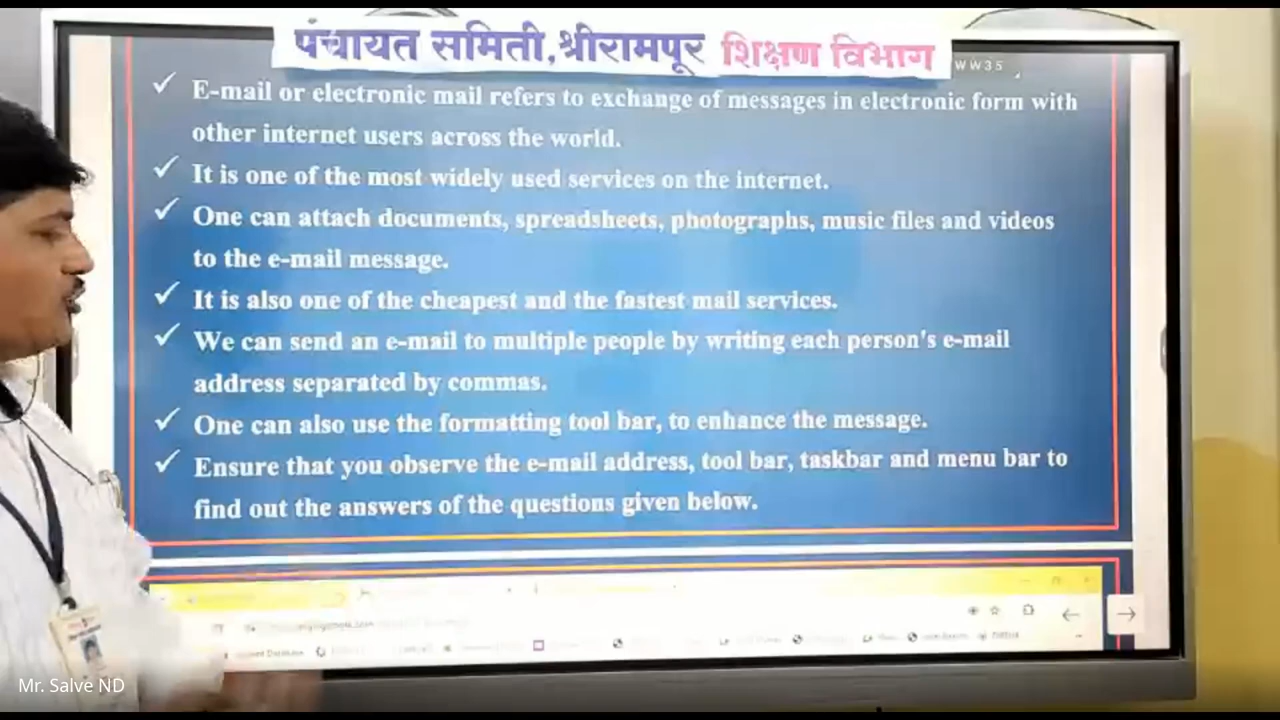 पंचायत समिती,श्रीरामपूर शिक्षण विभाग
WW35
✓ E-mail or electronic mail refers to exchange of messages in electronic form with
other internet users across the world.
✓ It is one of the most widely used services on the internet.
✓ One can attach documents, spreadsheets, photographs, music files and videos
to the e-mail message.
✓ It is also one of the cheapest and the fastest mail services.
✓ We can send an e-mail to multiple people by writing each person's e-mail
address separated by commas.
✓ One can also use the formatting tool bar, to enhance the message.
✓ Ensure that you observe the e-mail address, tool bar, taskbar and menu bar to
find out the answers of the questions given below.
Mr. Salve ND